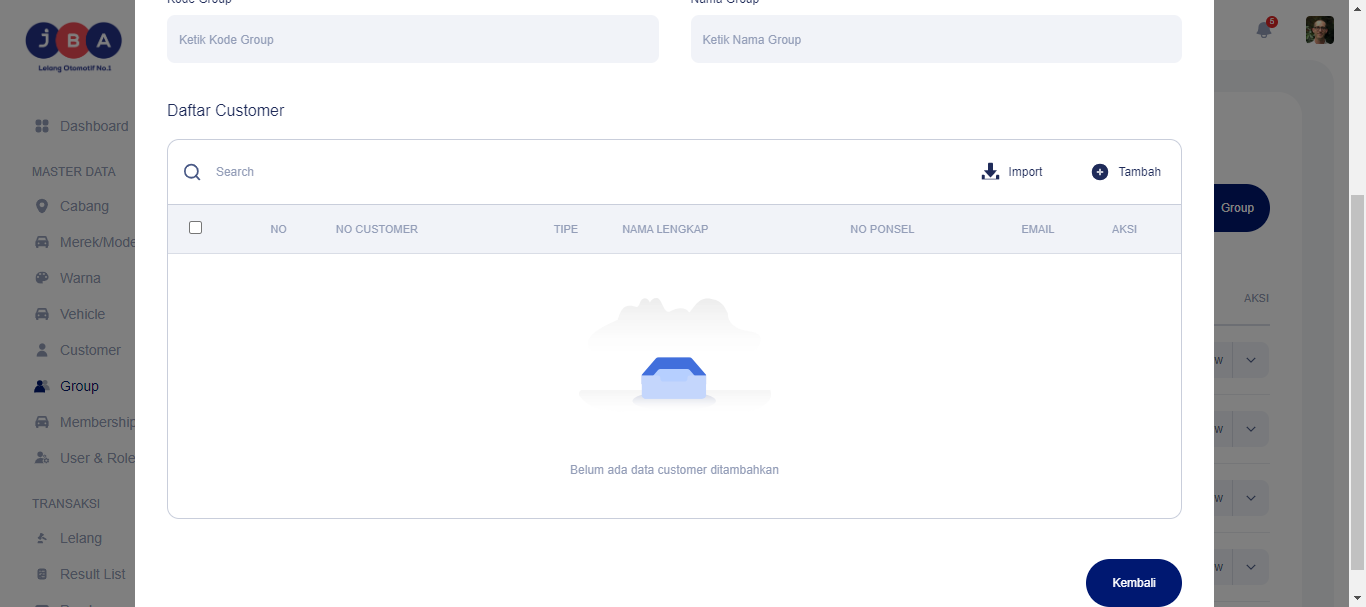 Kode Group
Nama Group
Ketik Kode Group
Ketik Nama Group
JBA
Lelang Otomotif No.1
6
Daftar Customer
Dashboard
Search
Import
Tambah
MASTER DATA
Cabang
Merek/Mode
Warna
Vehicle
Customer
Group
Membership
User & Role
TRANSAKSI
Lelang
Result List
NO
NO CUSTOMER
TIPE
NAMA LENGKAP
NO PONSEL
EMAIL
AKSI
Belum ada data customer ditambahkan
Kembali
Group
AKSI
w
w
w
w